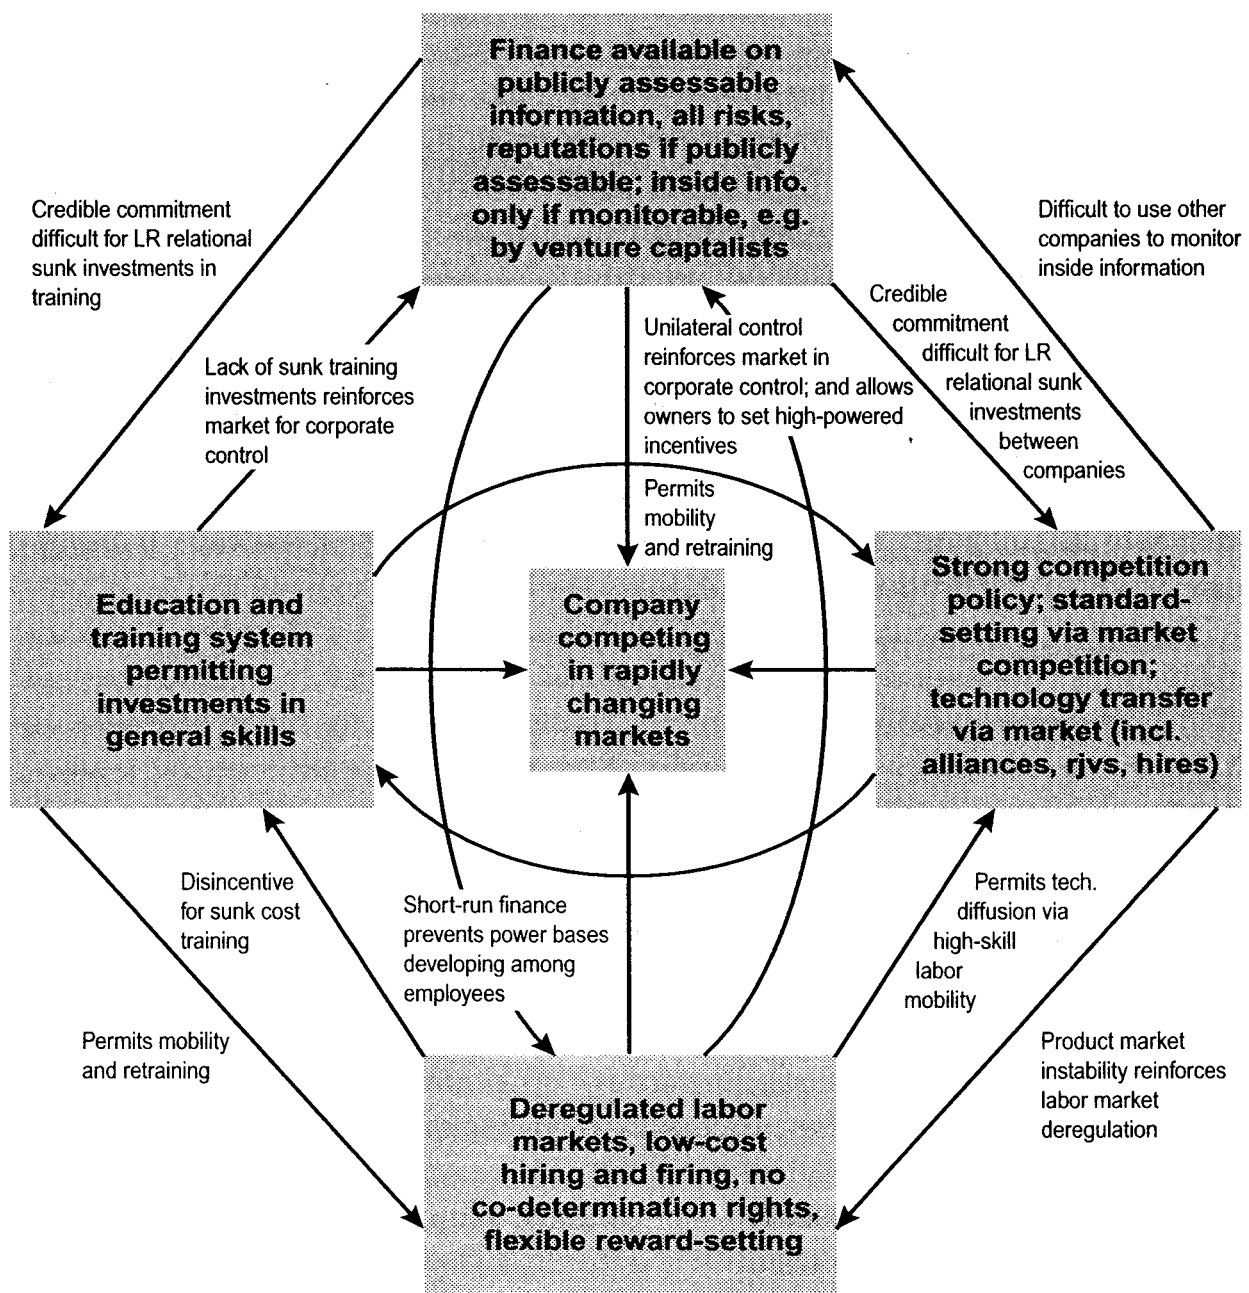 Finance available on
publicly assessable
information, all risks,
reputations if publicly
assessable; inside info.
only if monitorable, e.g.
by venture captalists
Credible commitment
difficult for LR relational
sunk investments in
training
Difficult to use other
companies to monitor
inside information
Lack of sunk training
investments reinforces
market for corporate
control
Unilateral control
reinforces market in
corporate control; and allows
owners to set high-powered
incentives
Credible
commitment
difficult for LR
relational sunk
investments
between
companies
Permits
mobility
and retraining
Education and
training system
permitting
investments in
general skills
Company
competing
in rapidly
changing
markets
Strong competition
policy; standard-
setting via market
competition;
technology transfer
via market (incl.
alliances, rjvs, hires)
Disincentive
for sunk cost
training
Short-run finance
prevents power bases
developing among
employees
Permits tech.
diffusion via
high-skill
labor
mobility
Permits mobility
and retraining
Product market
instability reinforces
labor market
deregulation
Deregulated labor
markets, low-cost
hiring and firing, no
co-determination rights,
flexible reward-setting